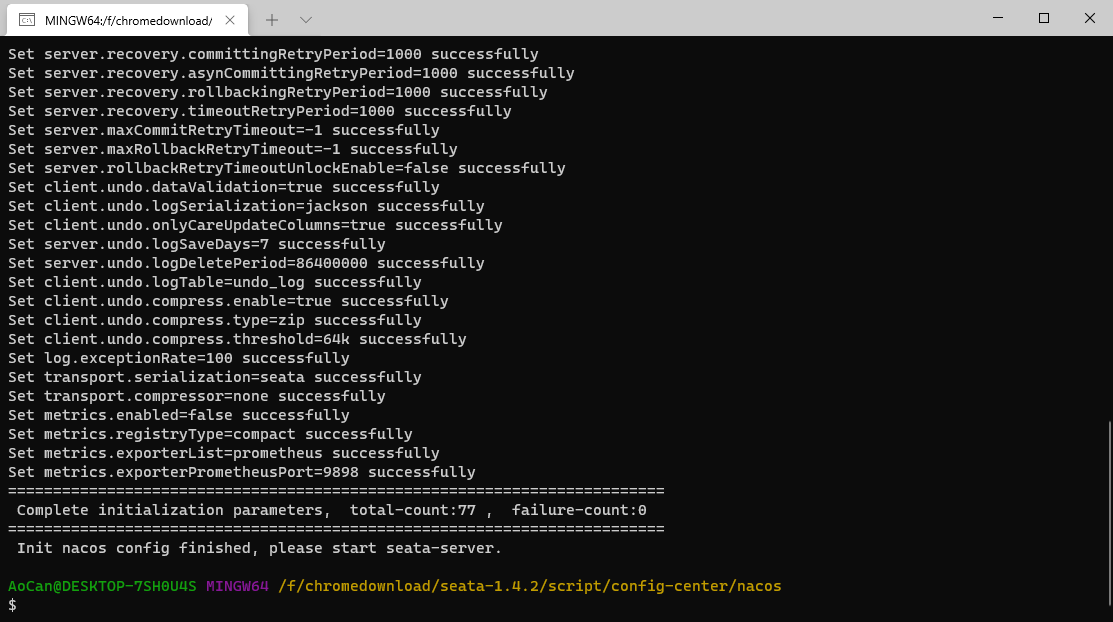 MINGW64:/f/chromedownload/
Set server.recovery.committingRetryPeriod=1000 successfully
Set server.recovery.asynCommittingRetryPeriod=1000 successfully
Set server.recovery.rollbackingRetryPeriod=1000 successfully
Set server.recovery.timeoutRetryPeriod=1000 successfully
Set server.maxCommitRetryTimeout=-1 successfully
Set server.maxRollbackRetryTimeout=-1 successfully
Set server.rollbackRetryTimeoutUnlockEnable=false successfully
Set client.undo.dataValidation=true successfully
Set client.undo.logSerialization=jackson successfully
Set client.undo.onlyCareUpdateColumns=true successfully
Set server.undo.logSaveDays=7 successfully
Set server.undo.logDeletePeriod=86400000 successfully
Set client.undo.logTable=undo_log successfully
Set client.undo.compress.enable=true successfully
Set client.undo.compress.type=zip successfully
Set client.undo.compress.threshold=64k successfully
Set log.exceptionRate=100 successfully
Set transport.serialization=seata successfully
Set transport.compressor=none successfully
Set metrics.enabled=false successfully
Set metrics.registryType=compact successfully
Set metrics.exporterList=prometheus successfully
Set metrics.exporterPrometheusPort=9898 successfully
=========================================================================
 Complete initialization parameters,  total-count:77 ,  failure-count:0
=========================================================================
 Init nacos config finished, please start seata-server.
AoCan@DESKTOP-7SH0U4S MINGW64 /f/chromedownload/seata-1.4.2/script/config-center/nacos
$